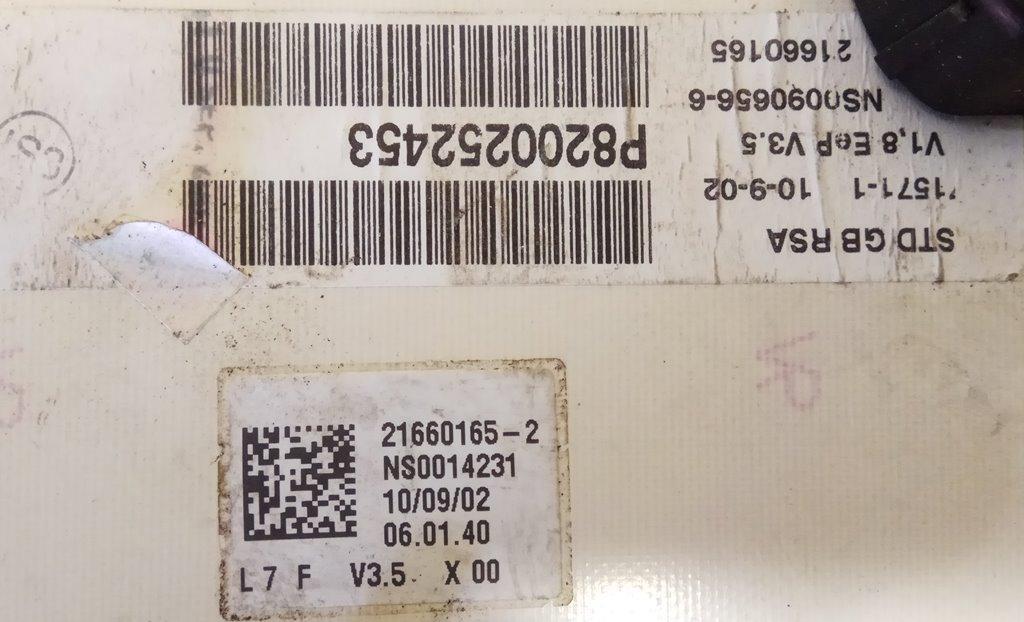 21660165
NS0090656-6
V1,8 EeP V3.5
1571-1 10-9-02
STD GB RSA
P8200252453
21660165-2
NS0014231
10/09/02
06.01.40
L 7 F V3.5 X 00